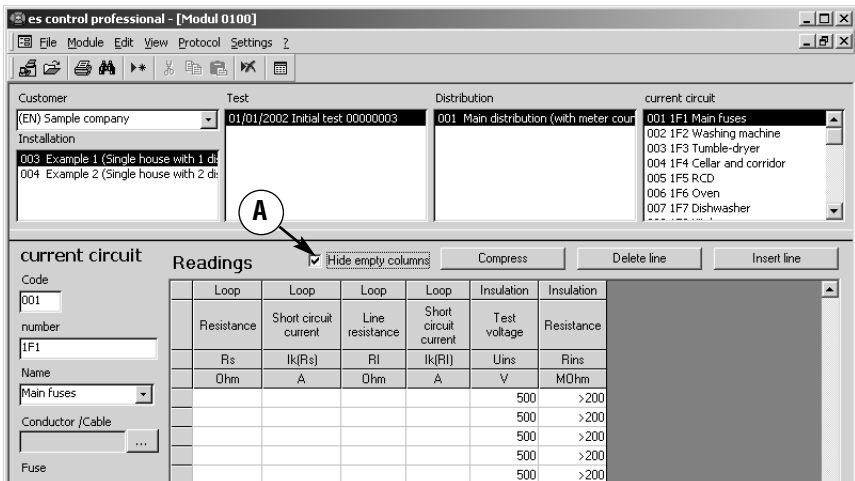 es control professional - [Modul 0100]
File Module Edit View Protocol Settings ?
Customer Test Distribution current circuit
(EN) Sample company
01/01/2002 Initial test 00000003
001 Main distribution (with meter cour
001 1F1 Main fuses
002 1F2 Washing machine
003 1F3 Tumble-dryer
004 1F4 Cellar and corridor
005 1F5 RCD
006 1F6 Oven
007 1F7 Dishwasher
Installation
003 Example 1 (Single house with 1 di
004 Example 2 (Single house with 2 di
A
current circuit
Readings
Hide empty columns
Compress
Delete line
Insert line
Code
001
number
1F1
Name
Main fuses
Conductor /Cable
...
Fuse
Loop Loop Loop Loop Insulation Insulation
Resistance Short circuit current Line resistance Short circuit current Test voltage Resistance
Rs Ik(Rs) Rl Ik(Rl) Uins Rins
Ohm A Ohm A V MOhm
500 >200
500 >200
500 >200
500 >200
500 >200